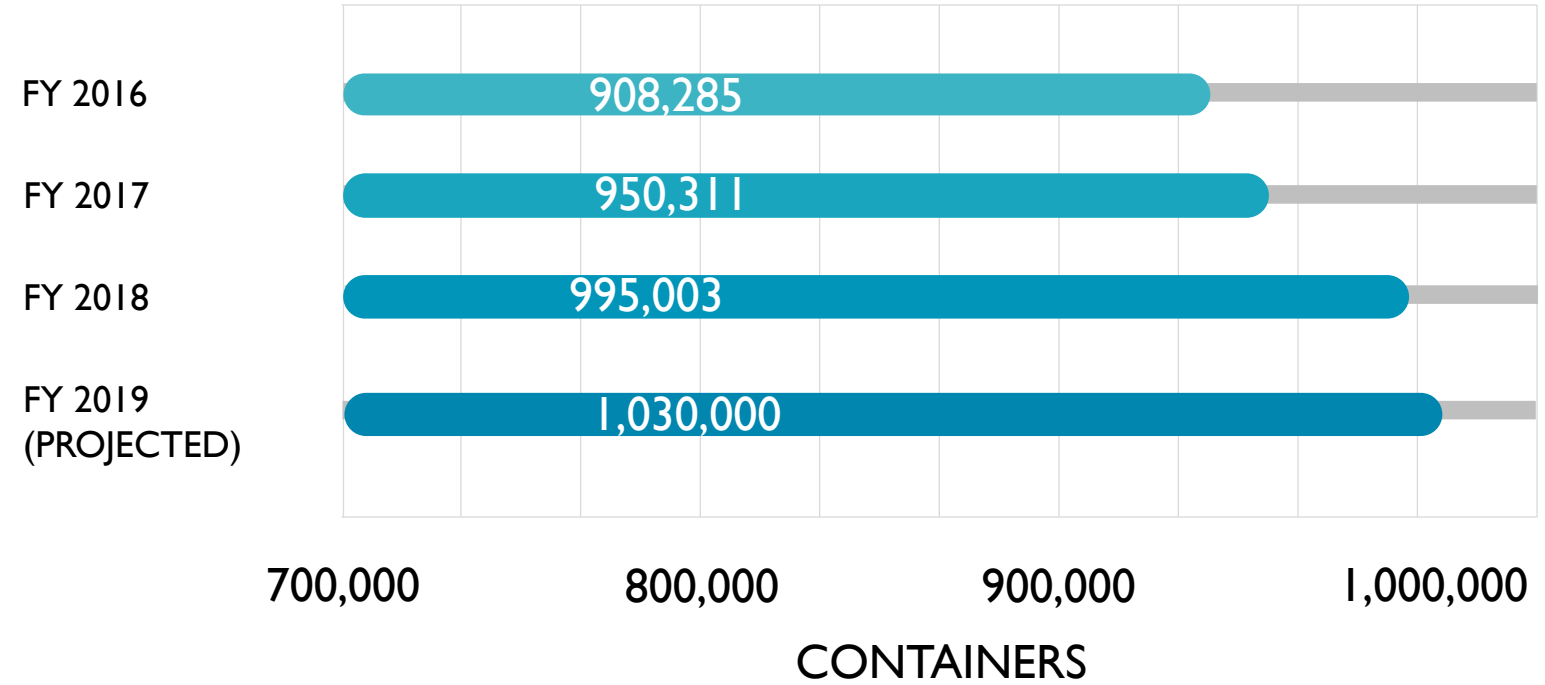 FY 2016
908,285
FY 2017
950,311
FY 2018
995,003
FY 2019
(PROJECTED)
1,030,000
700,000 800,000 900,000 1,000,000
CONTAINERS